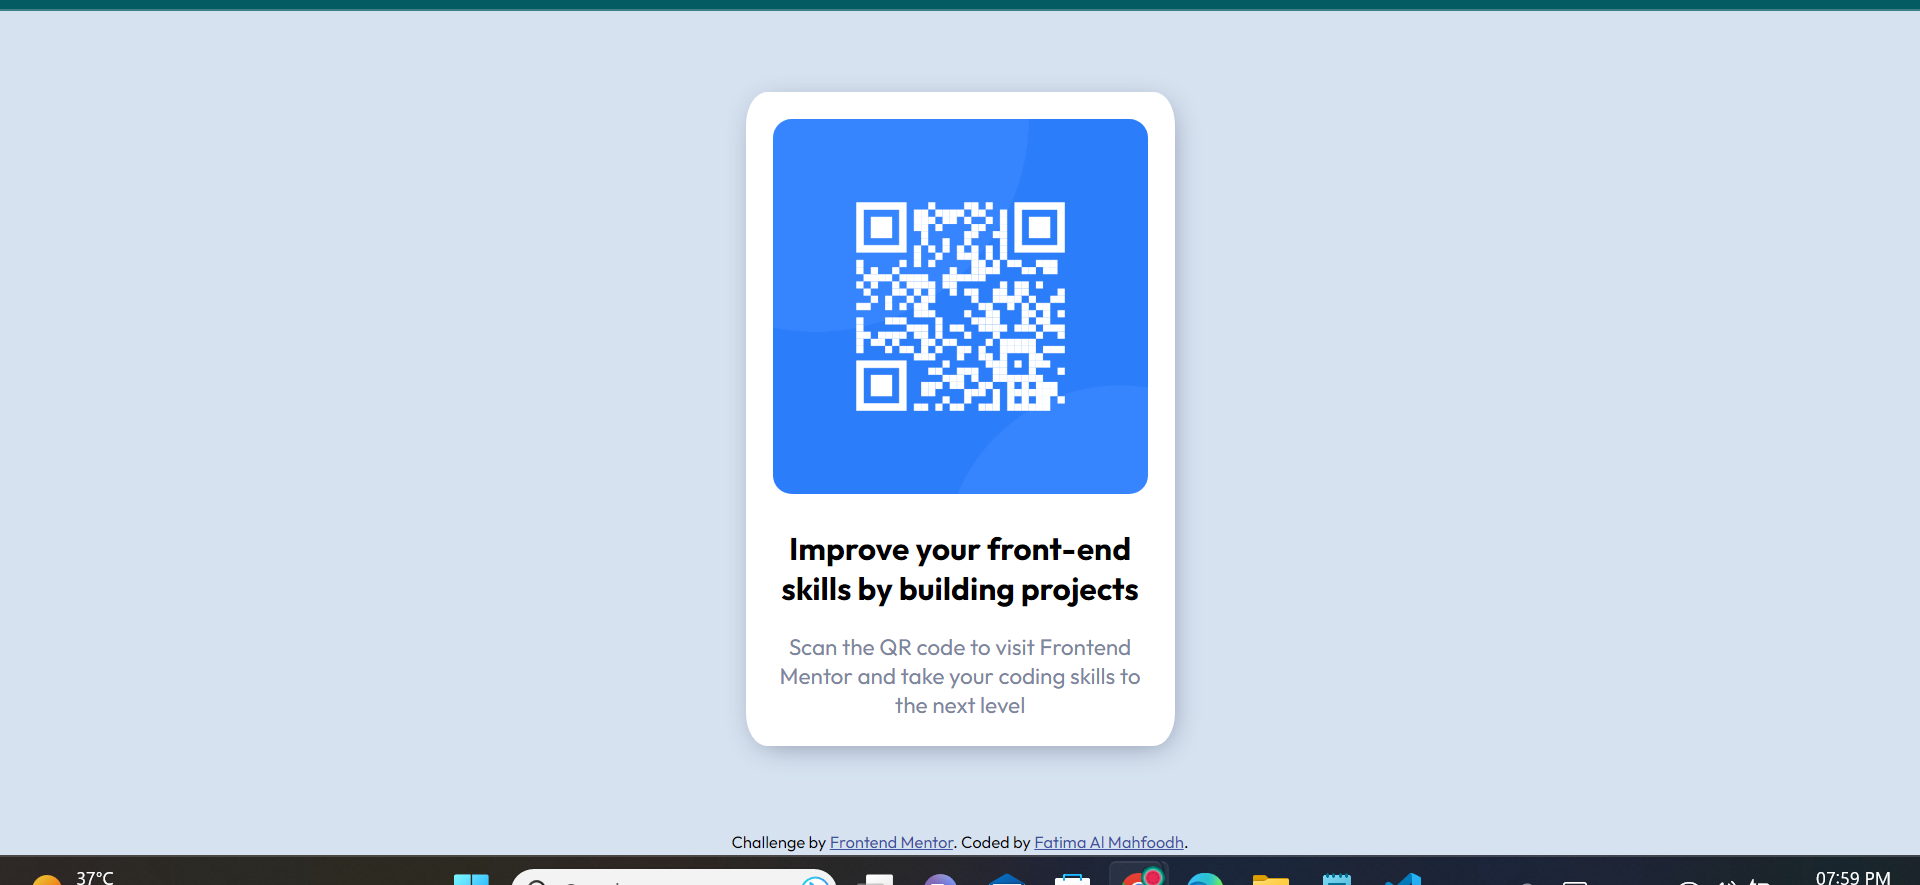 Improve your front-end
skills by building projects
Scan the QR code to visit Frontend
Mentor and take your coding skills to
the next level
Challenge by Frontend Mentor. Coded by Fatima Al Mahfoodh.
37°C
07:59 PM